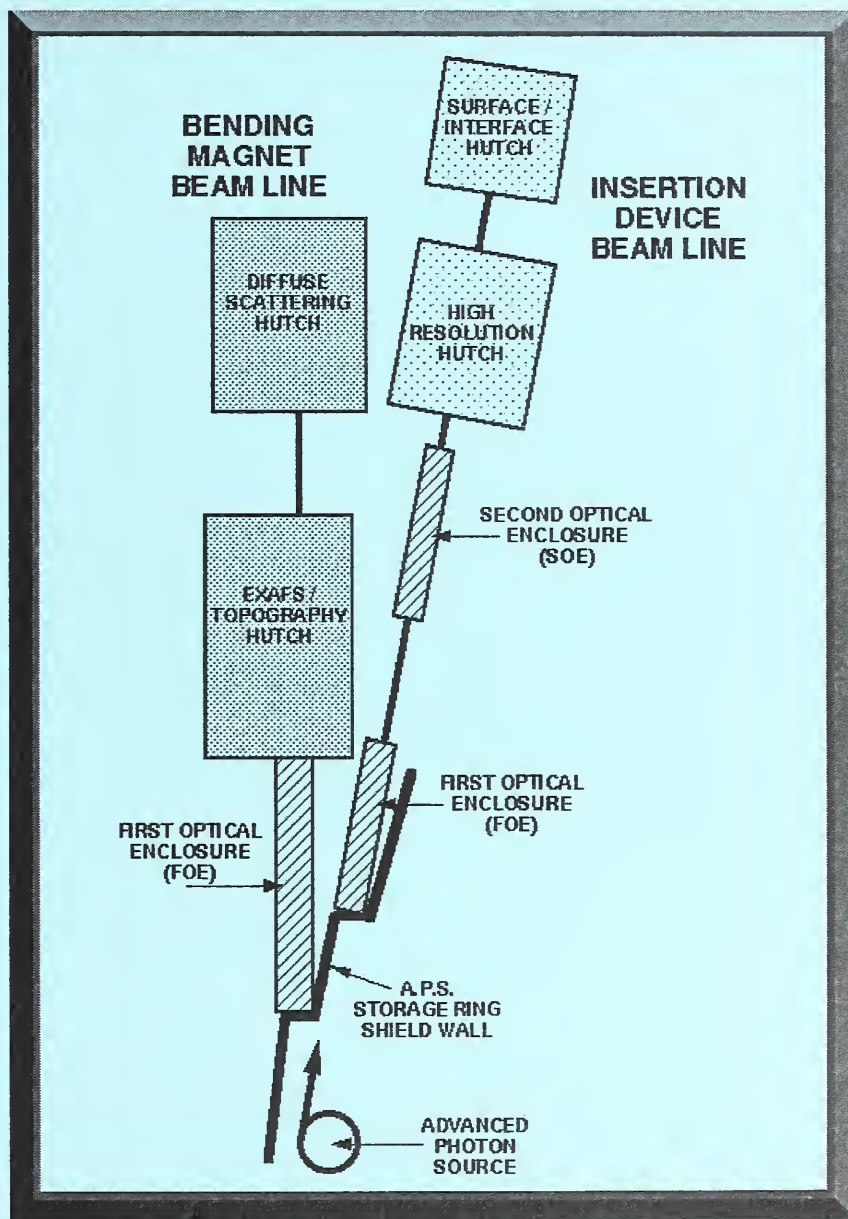 BENDING
MAGNET
BEAM LINE
SURFACE /
INTERFACE
HUTCH
INSERTION
DEVICE
BEAM LINE
DIFFUSE
SCATTERING
HUTCH
HIGH
RESOLUTION
HUTCH
SECOND OPTICAL
ENCLOSURE
(SOE)
EXAFS /
TOPOGRAPHY
HUTCH
FIRST OPTICAL
ENCLOSURE
(FOE)
FIRST OPTICAL
ENCLOSURE
(FOE)
A.P.S.
STORAGE RING
SHIELD WALL
ADVANCED
PHOTON
SOURCE